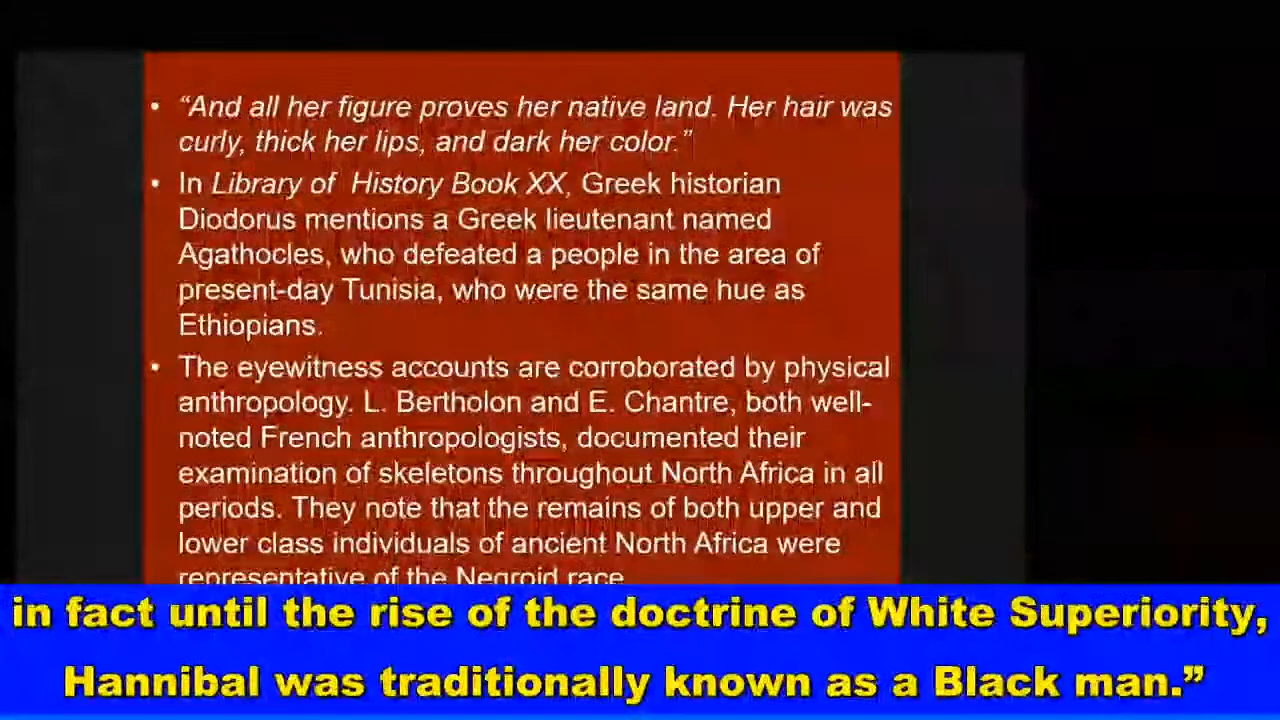 • “And all her figure proves her native land. Her hair was
curly, thick her lips, and dark her color.”
• In Library of History Book XX, Greek historian
Diodorus mentions a Greek lieutenant named
Agathocles, who defeated a people in the area of
present-day Tunisia, who were the same hue as
Ethiopians.
• The eyewitness accounts are corroborated by physical
anthropology. L. Bertholon and E. Chantre, both well-
noted French anthropologists, documented their
examination of skeletons throughout North Africa in all
periods. They note that the remains of both upper and
lower class individuals of ancient North Africa were
representative of the Negroid race
in fact until the rise of the doctrine of White Superiority,
Hannibal was traditionally known as a Black man.”